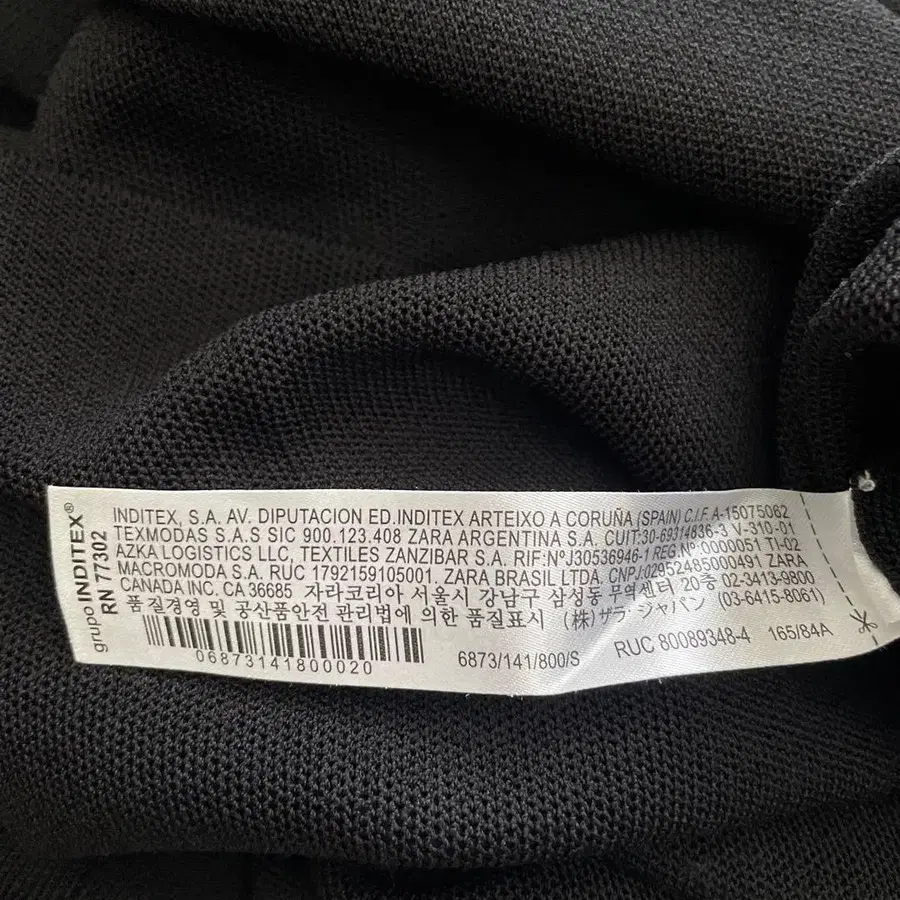 grupo INDITEX®
RN 77302
INDITEX, S.A. AV. DIPUTACION ED.INDITEX ARTEIXO A CORUÑA (SPAIN) C.I.F. A-15075062
TEXMODAS S.A.S SIC 900.123.408 ZARA ARGENTINA S.A. CUIT:30-69314836-3 V-310-01
AZKA LOGISTICS LLC, TEXTILES ZANZIBAR S.A. RIF:Nº J30536946-1 REG.Nº 0000051 TI-02
MACROMODA S.A. RUC 1792159105001. ZARA BRASIL LTDA. CNPJ:02952485000491 ZARA
CANADA INC. CA 36685 자라코리아 서울시 강남구 삼성동 무역센터 20층 02-3413-9800
품질경영 및 공산품안전 관리법에 의한 품질표시 (株)ザラ・ジャパン (03-6415-8061)
06873141800020
6873/141/800/S RUC 80089348-4 165/84A